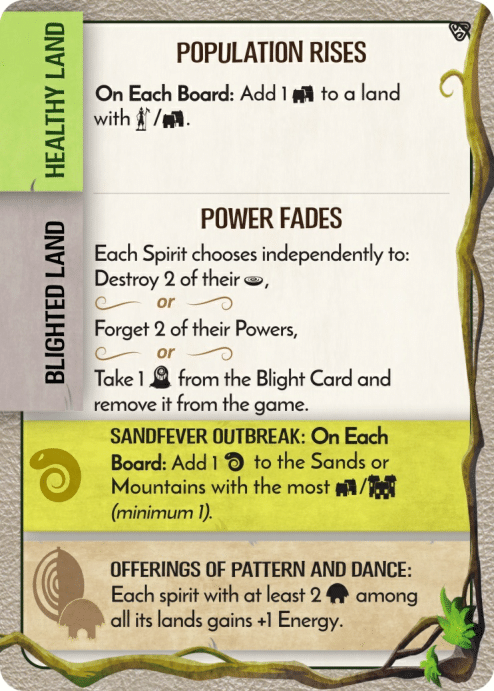 HEALTHY LAND
POPULATION RISES
On Each Board: Add 1 to a land
with / .
BLIGHTED LAND
POWER FADES
Each Spirit chooses independently to:
Destroy 2 of their ,
or
Forget 2 of their Powers,
or
Take 1 from the Blight Card and
remove it from the game.
SANDFEVER OUTBREAK: On Each
Board: Add 1 to the Sands or
Mountains with the most /
(minimum 1).
OFFERINGS OF PATTERN AND DANCE:
Each spirit with at least 2 among
all its lands gains +1 Energy.